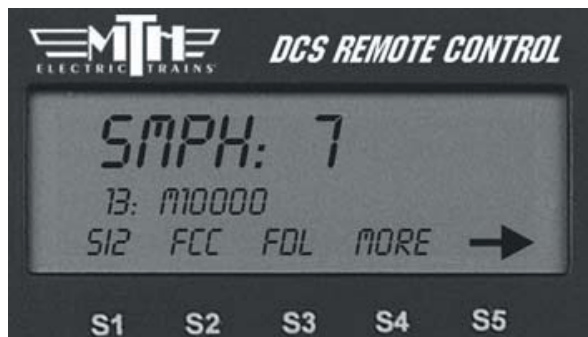 MTH
ELECTRIC TRAINS
DCS REMOTE CONTROL
SMPH: 7
13: M10000
SI2 FCC FDL MORE
S1 S2 S3 S4 S5